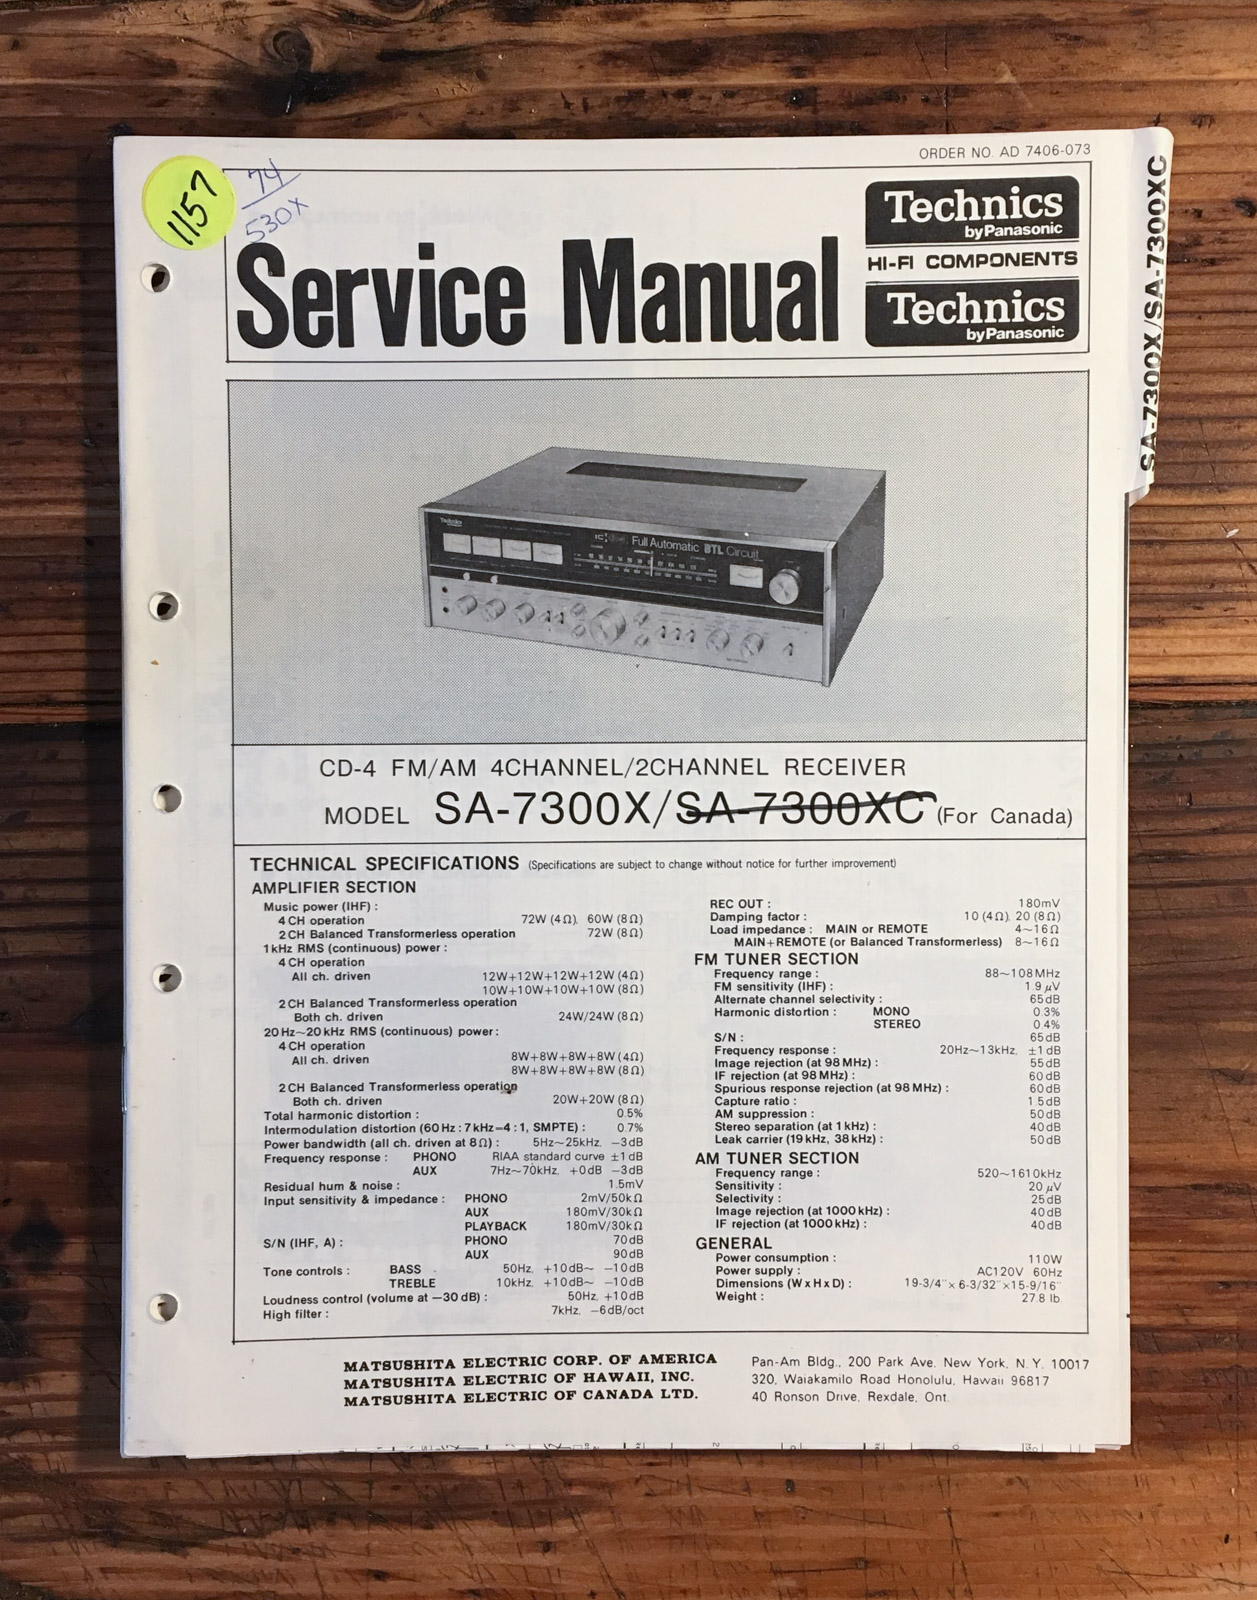 ORDER NO. AD 7406-073
1157
74
530X
Service Manual
Technics
by Panasonic
HI-FI COMPONENTS
Technics
by Panasonic
SA-7300X/SA-7300XC
Technics
Full Automatic BTL Circuit
CD-4 FM/AM 4CHANNEL/2CHANNEL RECEIVER
MODEL SA-7300X/SA-7300XC (For Canada)
TECHNICAL SPECIFICATIONS (Specifications are subject to change without notice for further improvement)
AMPLIFIER SECTION
Music power (IHF) :
4 CH operation 72W (4Ω), 60W (8Ω)
2 CH Balanced Transformerless operation 72W (8Ω)
1 kHz RMS (continuous) power :
4 CH operation
All ch. driven 12W+12W+12W+12W (4Ω)
10W+10W+10W+10W (8Ω)
2 CH Balanced Transformerless operation
Both ch. driven 24W/24W (8Ω)
20 Hz~20 kHz RMS (continuous) power :
4 CH operation
All ch. driven 8W+8W+8W+8W (4Ω)
8W+8W+8W+8W (8Ω)
2 CH Balanced Transformerless operation
Both ch. driven 20W+20W (8Ω)
Total harmonic distortion : 0.5%
Intermodulation distortion (60 Hz : 7 kHz=4 : 1, SMPTE) : 0.7%
Power bandwidth (all ch. driven at 8Ω) : 5Hz~25kHz, −3dB
Frequency response : PHONO RIAA standard curve ±1dB
AUX 7Hz~70kHz, +0dB −3dB
Residual hum & noise : 1.5mV
Input sensitivity & impedance : PHONO 2mV/50kΩ
AUX 180mV/30kΩ
PLAYBACK 180mV/30kΩ
S/N (IHF, A) : PHONO 70dB
AUX 90dB
Tone controls : BASS 50Hz, +10dB~ −10dB
TREBLE 10kHz, +10dB~ −10dB
Loudness control (volume at −30 dB) : 50Hz, +10dB
High filter : 7kHz, −6dB/oct
REC OUT : 180mV
Damping factor : 10 (4Ω), 20 (8Ω)
Load impedance : MAIN or REMOTE 4~16Ω
MAIN+REMOTE (or Balanced Transformerless) 8~16Ω
FM TUNER SECTION
Frequency range : 88~108MHz
FM sensitivity (IHF) : 1.9μV
Alternate channel selectivity : 65dB
Harmonic distortion : MONO 0.3%
STEREO 0.4%
S/N : 65dB
Frequency response : 20Hz~13kHz, ±1dB
Image rejection (at 98 MHz) : 55dB
IF rejection (at 98 MHz) : 60dB
Spurious response rejection (at 98 MHz) : 60dB
Capture ratio : 1.5dB
AM suppression : 50dB
Stereo separation (at 1 kHz) : 40dB
Leak carrier (19 kHz, 38 kHz) : 50dB
AM TUNER SECTION
Frequency range : 520~1610kHz
Sensitivity : 20μV
Selectivity : 25dB
Image rejection (at 1000 kHz) : 40dB
IF rejection (at 1000 kHz) : 40dB
GENERAL
Power consumption : 110W
Power supply : AC120V 60Hz
Dimensions (W x H x D) : 19-3/4″× 6-3/32″×15-9/16″
Weight : 27.8 lb.
MATSUSHITA ELECTRIC CORP. OF AMERICA Pan-Am Bldg., 200 Park Ave. New York, N. Y. 10017
MATSUSHITA ELECTRIC OF HAWAII, INC. 320, Waiakamilo Road Honolulu, Hawaii 96817
MATSUSHITA ELECTRIC OF CANADA LTD. 40 Ronson Drive, Rexdale, Ont.